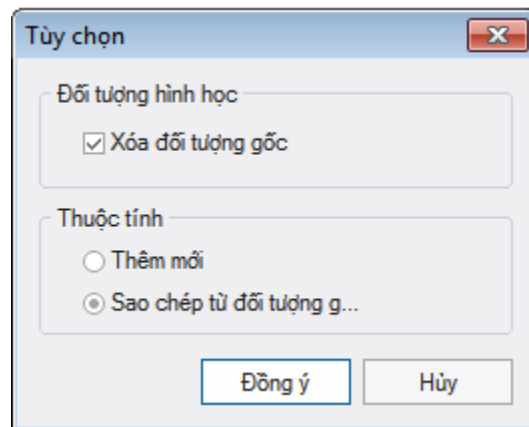 Tùy chọn
Đối tượng hình học
Xóa đối tượng gốc
Thuộc tính
Thêm mới
Sao chép từ đối tượng g...
Đồng ý
Hủy